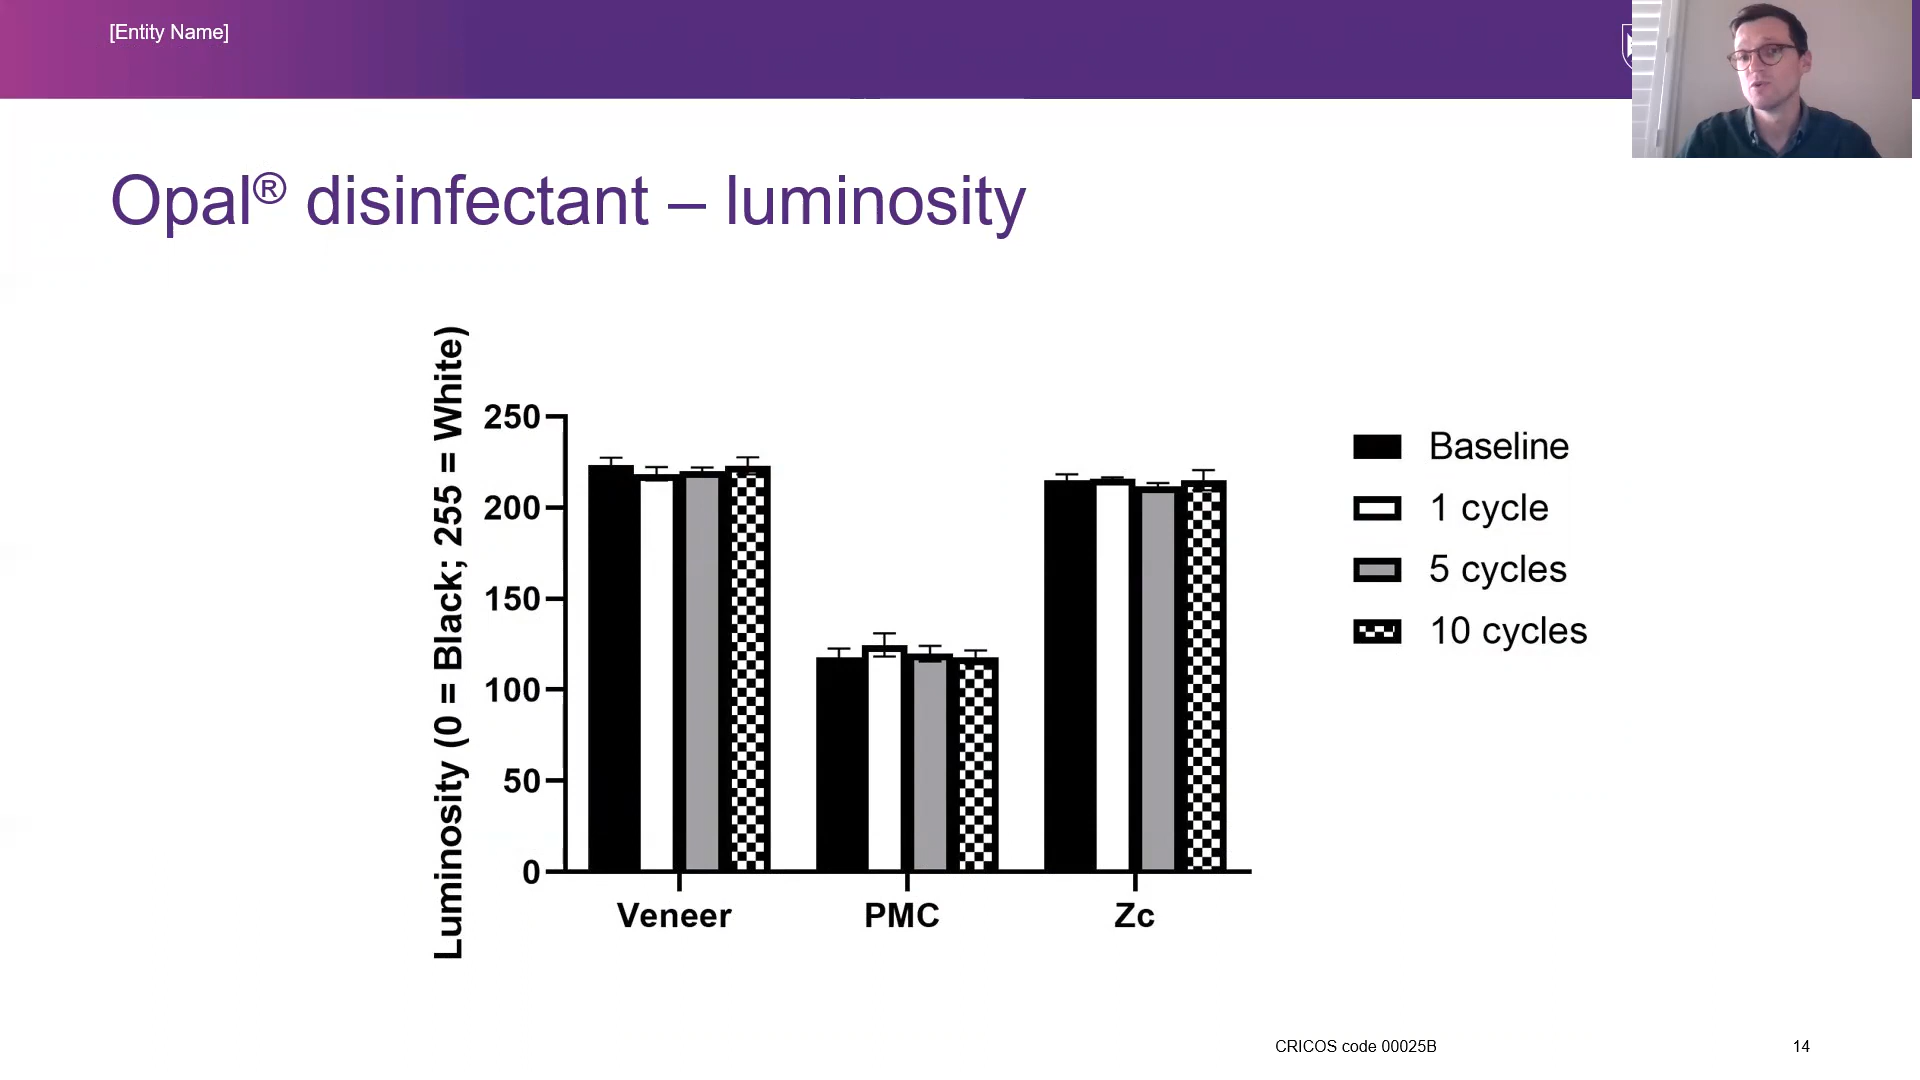 [Entity Name]
Opal® disinfectant – luminosity
Luminosity (0 = Black; 255 = White)
250
200
150
100
50
0
Veneer
PMC
Zc
Baseline
1 cycle
5 cycles
10 cycles
CRICOS code 00025B
14